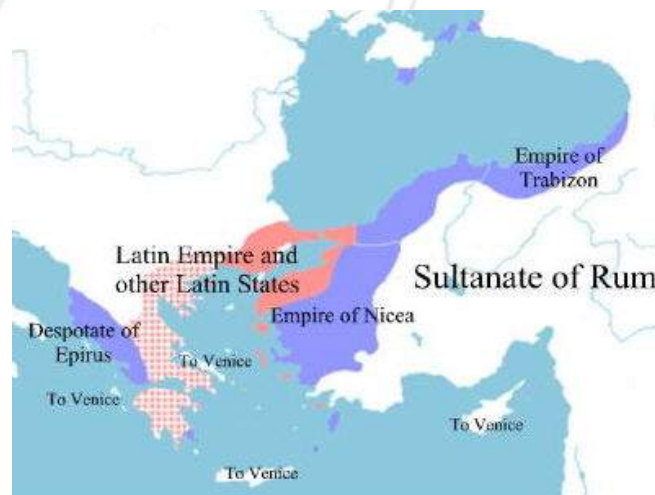 Empire of
Trabizon
Latin Empire and
other Latin States
Sultanate of Rum
Empire of Nicea
Despotate of
Epirus
To Venice
To Venice
To Venice
To Venice